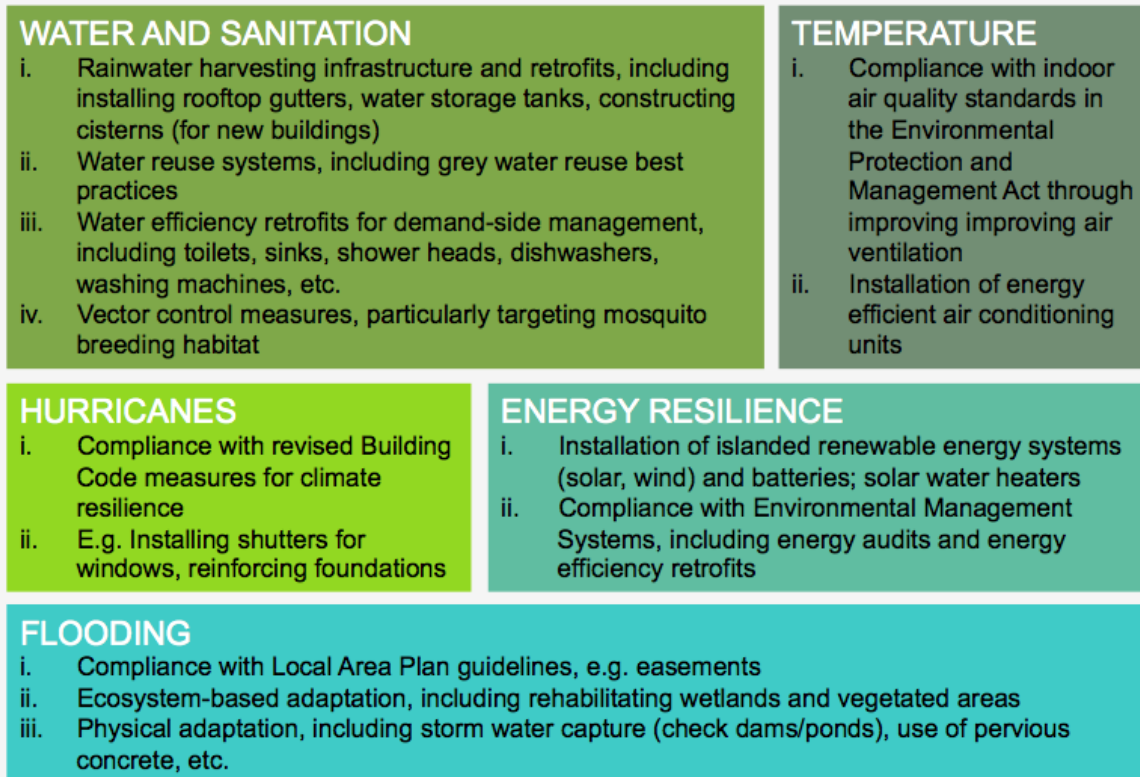 WATER AND SANITATION
i. Rainwater harvesting infrastructure and retrofits, including
installing rooftop gutters, water storage tanks, constructing
cisterns (for new buildings)
ii. Water reuse systems, including grey water reuse best
practices
iii. Water efficiency retrofits for demand-side management,
including toilets, sinks, shower heads, dishwashers,
washing machines, etc.
iv. Vector control measures, particularly targeting mosquito
breeding habitat
TEMPERATURE
i. Compliance with indoor
air quality standards in
the Environmental
Protection and
Management Act through
improving improving air
ventilation
ii. Installation of energy
efficient air conditioning
units
HURRICANES
i. Compliance with revised Building
Code measures for climate
resilience
ii. E.g. Installing shutters for
windows, reinforcing foundations
ENERGY RESILIENCE
i. Installation of islanded renewable energy systems
(solar, wind) and batteries; solar water heaters
ii. Compliance with Environmental Management
Systems, including energy audits and energy
efficiency retrofits
FLOODING
i. Compliance with Local Area Plan guidelines, e.g. easements
ii. Ecosystem-based adaptation, including rehabilitating wetlands and vegetated areas
iii. Physical adaptation, including storm water capture (check dams/ponds), use of pervious
concrete, etc.